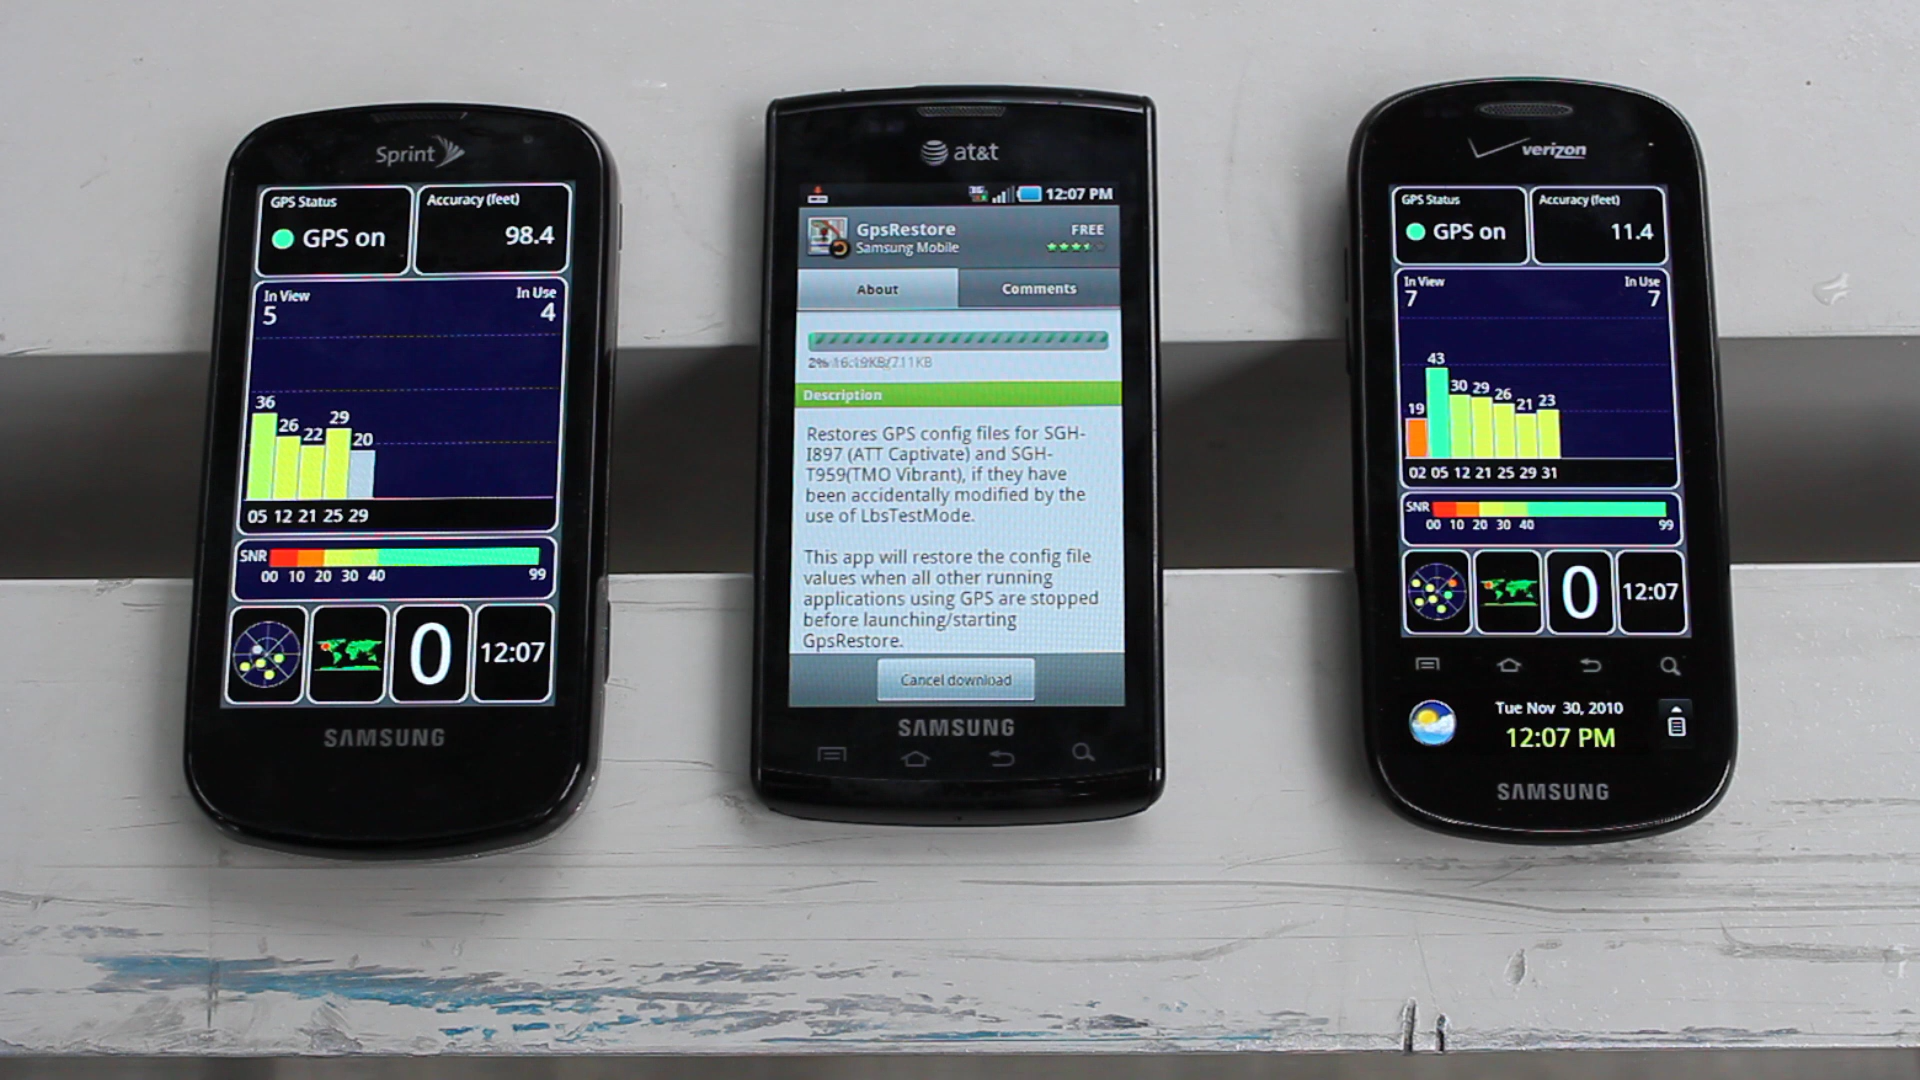 Sprint
GPS Status
GPS on
Accuracy (feet)
98.4
In View
5
In Use
4
36 26 22 29 20
05 12 21 25 29
SNR
00 10 20 30 40 99
0
12:07
SAMSUNG
at&t
3G 12:07 PM
GpsRestore
Samsung Mobile
FREE
About
Comments
2% /711KB
Description
Restores GPS config files for SGH-
I897 (ATT Captivate) and SGH-
T959(TMO Vibrant), if they have
been accidentally modified by the
use of LbsTestMode.
This app will restore the config file
values when all other running
applications using GPS are stopped
before launching/starting
GpsRestore.
Cancel download
SAMSUNG
verizon
GPS Status
GPS on
Accuracy (feet)
11.4
In View
7
In Use
7
19 43 30 29 26 21 23
02 05 12 21 25 29 31
SNR
00 10 20 30 40 99
0
12:07
Tue Nov 30, 2010
12:07 PM
SAMSUNG